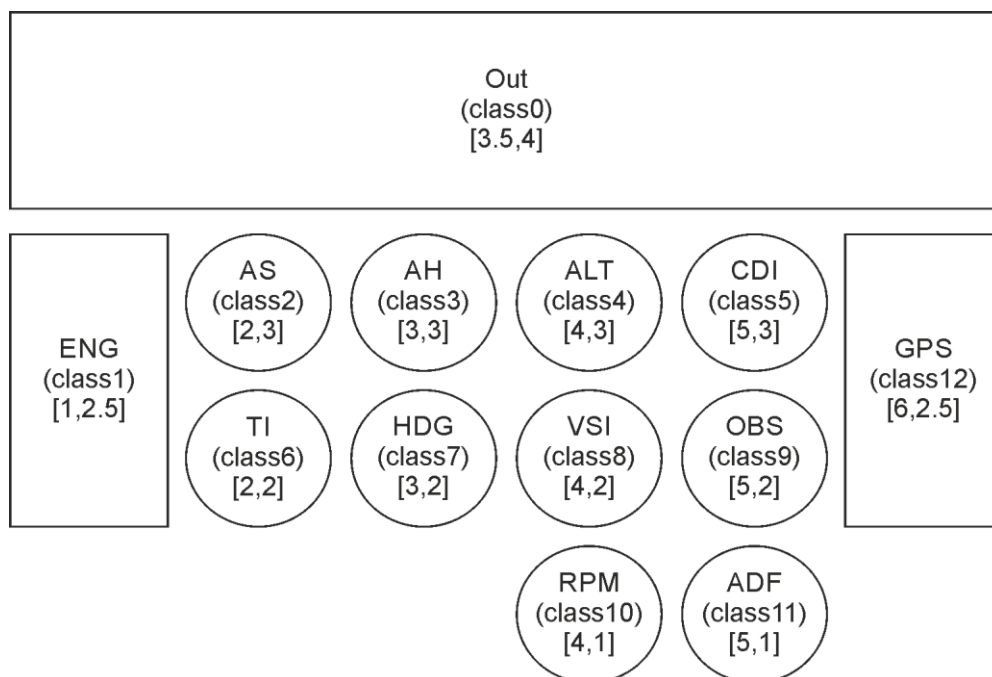 Out
(class0)
[3.5,4]
ENG
(class1)
[1,2.5]
AS
(class2)
[2,3]
AH
(class3)
[3,3]
ALT
(class4)
[4,3]
CDI
(class5)
[5,3]
GPS
(class12)
[6,2.5]
TI
(class6)
[2,2]
HDG
(class7)
[3,2]
VSI
(class8)
[4,2]
OBS
(class9)
[5,2]
RPM
(class10)
[4,1]
ADF
(class11)
[5,1]